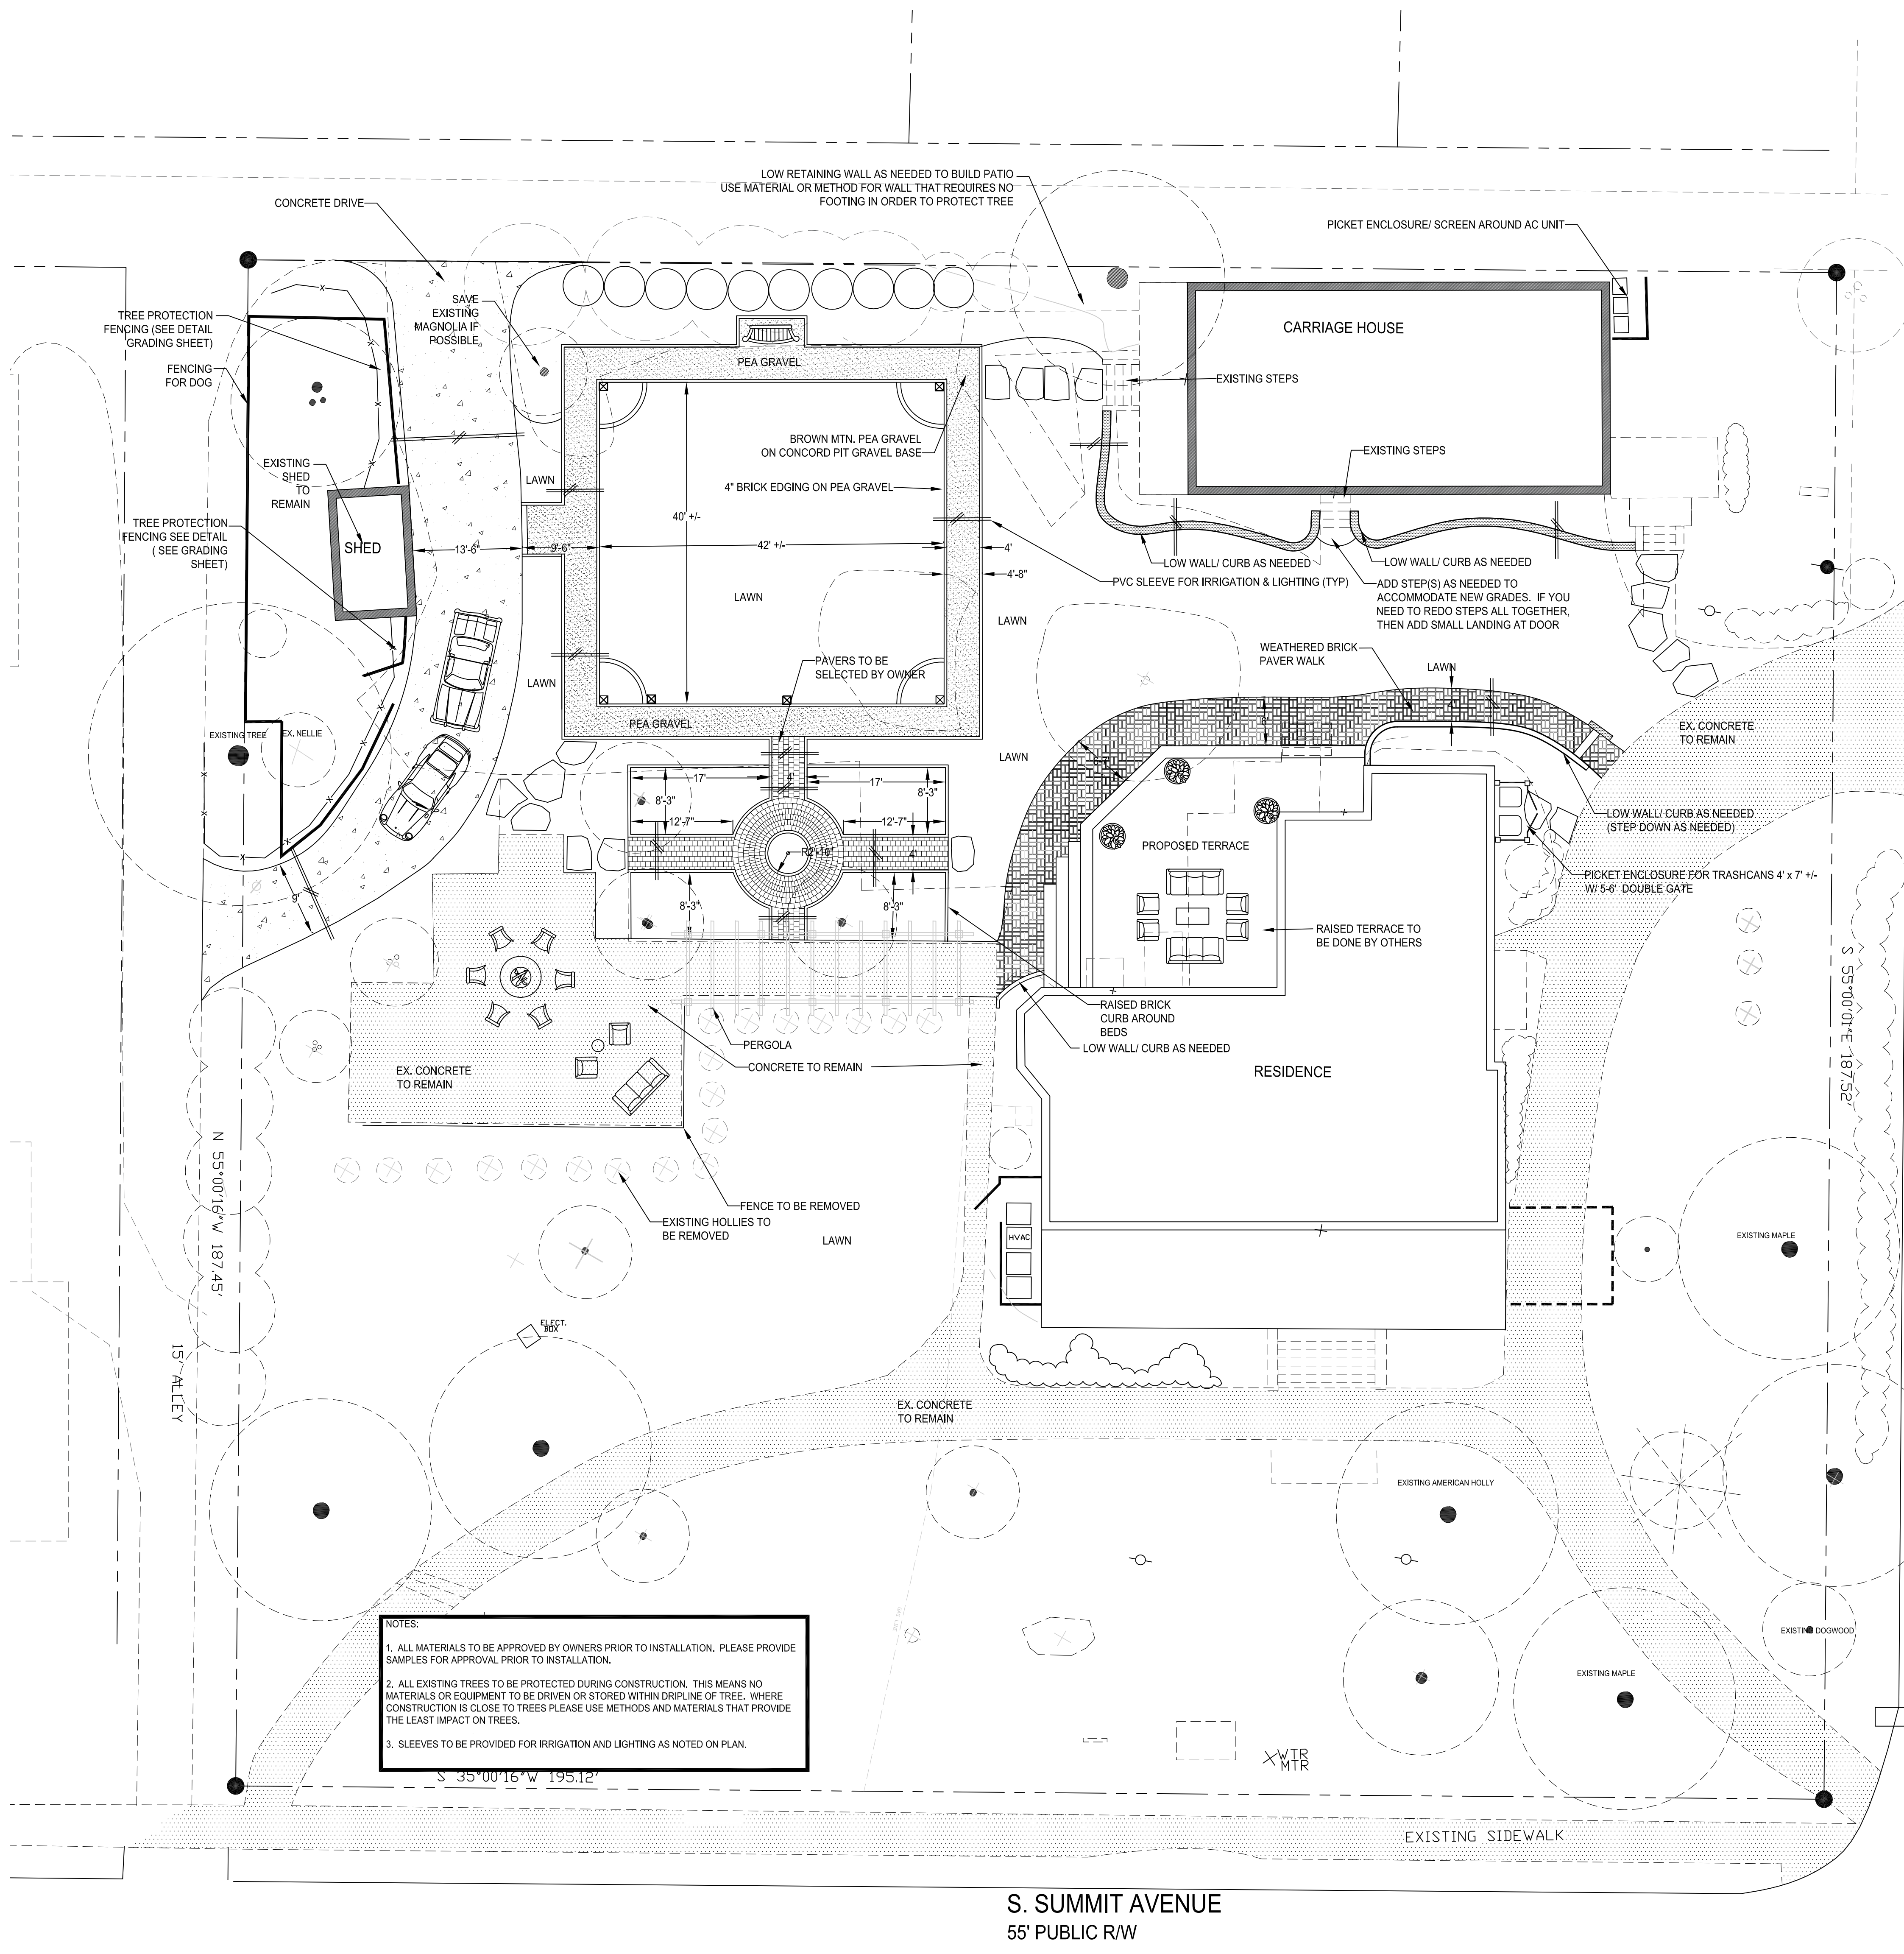 LOW RETAINING WALL AS NEEDED TO BUILD PATIO
USE MATERIAL OR METHOD FOR WALL THAT REQUIRES NO
FOOTING IN ORDER TO PROTECT TREE
CONCRETE DRIVE
PICKET ENCLOSURE/ SCREEN AROUND AC UNIT
SAVE
EXISTING
MAGNOLIA IF
POSSIBLE
TREE PROTECTION
FENCING (SEE DETAIL
GRADING SHEET)
FENCING
FOR DOG
CARRIAGE HOUSE
PEA GRAVEL
EXISTING STEPS
BROWN MTN. PEA GRAVEL
ON CONCORD PIT GRAVEL BASE
EXISTING STEPS
EXISTING
SHED
TO
REMAIN
LAWN
4" BRICK EDGING ON PEA GRAVEL
40' +/-
TREE PROTECTION
FENCING SEE DETAIL
( SEE GRADING
SHEET)
SHED
13'-6"
9'-6"
42' +/-
4'
4'-8"
LOW WALL/ CURB AS NEEDED
LOW WALL/ CURB AS NEEDED
PVC SLEEVE FOR IRRIGATION & LIGHTING (TYP)
ADD STEP(S) AS NEEDED TO
ACCOMMODATE NEW GRADES. IF YOU
NEED TO REDO STEPS ALL TOGETHER,
THEN ADD SMALL LANDING AT DOOR
LAWN
LAWN
WEATHERED BRICK
PAVER WALK
LAWN
PAVERS TO BE
SELECTED BY OWNER
LAWN
4'
6'
PEA GRAVEL
EX. CONCRETE
TO REMAIN
EXISTING TREE
EX. NELLIE
LAWN
6'-7"
17'
4'
17'
8'-3"
8'-3"
12'-7"
12'-7"
LOW WALL/ CURB AS NEEDED
(STEP DOWN AS NEEDED)
PROPOSED TERRACE
R2'-10"
4'
PICKET ENCLOSURE FOR TRASHCANS 4' x 7' +/-
W/ 5-6' DOUBLE GATE
9'
8'-3"
8'-3"
RAISED TERRACE TO
BE DONE BY OTHERS
S 55°00'01"E 187.52'
RAISED BRICK
CURB AROUND
BEDS
PERGOLA
LOW WALL/ CURB AS NEEDED
CONCRETE TO REMAIN
EX. CONCRETE
TO REMAIN
RESIDENCE
N 55°00'16"W 187.45'
FENCE TO BE REMOVED
EXISTING HOLLIES TO
BE REMOVED
LAWN
HVAC
EXISTING MAPLE
ELECT.
BOX
15' ALLEY
EX. CONCRETE
TO REMAIN
EXISTING AMERICAN HOLLY
EXISTING DOGWOOD
EXISTING MAPLE
NOTES:
1. ALL MATERIALS TO BE APPROVED BY OWNERS PRIOR TO INSTALLATION. PLEASE PROVIDE
SAMPLES FOR APPROVAL PRIOR TO INSTALLATION.
2. ALL EXISTING TREES TO BE PROTECTED DURING CONSTRUCTION. THIS MEANS NO
MATERIALS OR EQUIPMENT TO BE DRIVEN OR STORED WITHIN DRIPLINE OF TREE. WHERE
CONSTRUCTION IS CLOSE TO TREES PLEASE USE METHODS AND MATERIALS THAT PROVIDE
THE LEAST IMPACT ON TREES.
3. SLEEVES TO BE PROVIDED FOR IRRIGATION AND LIGHTING AS NOTED ON PLAN.
WTR
MTR
S 35°00'16"W 195.12'
EXISTING SIDEWALK
S. SUMMIT AVENUE
55' PUBLIC R/W